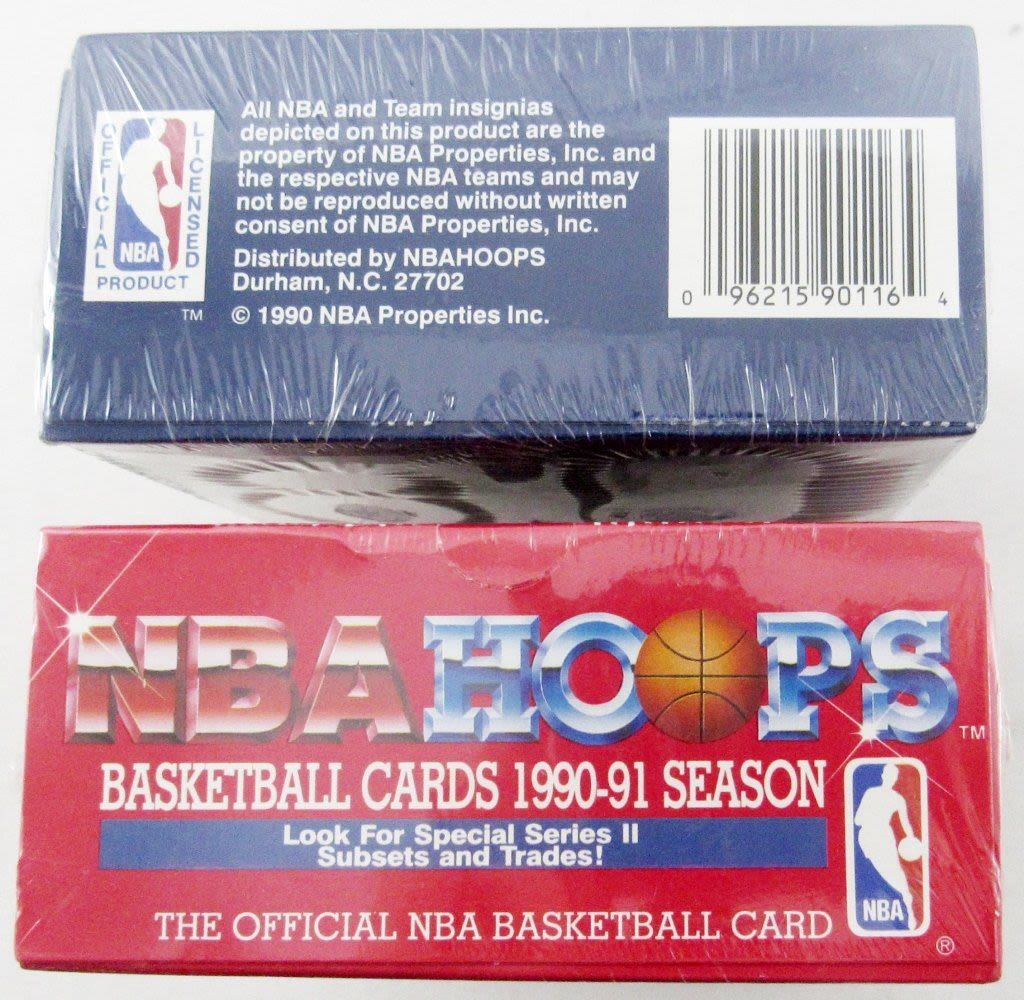 OFFICIAL
LICENSED
NBA
PRODUCT
TM
All NBA and Team insignias
depicted on this product are the
property of NBA Properties, Inc. and
the respective NBA teams and may
not be reproduced without written
consent of NBA Properties, Inc.
Distributed by NBAHOOPS
Durham, N.C. 27702
© 1990 NBA Properties Inc.
0 96215 90116 4
NBA HOOPS TM
BASKETBALL CARDS 1990-91 SEASON
Look For Special Series II
Subsets and Trades!
THE OFFICIAL NBA BASKETBALL CARD
NBA
®